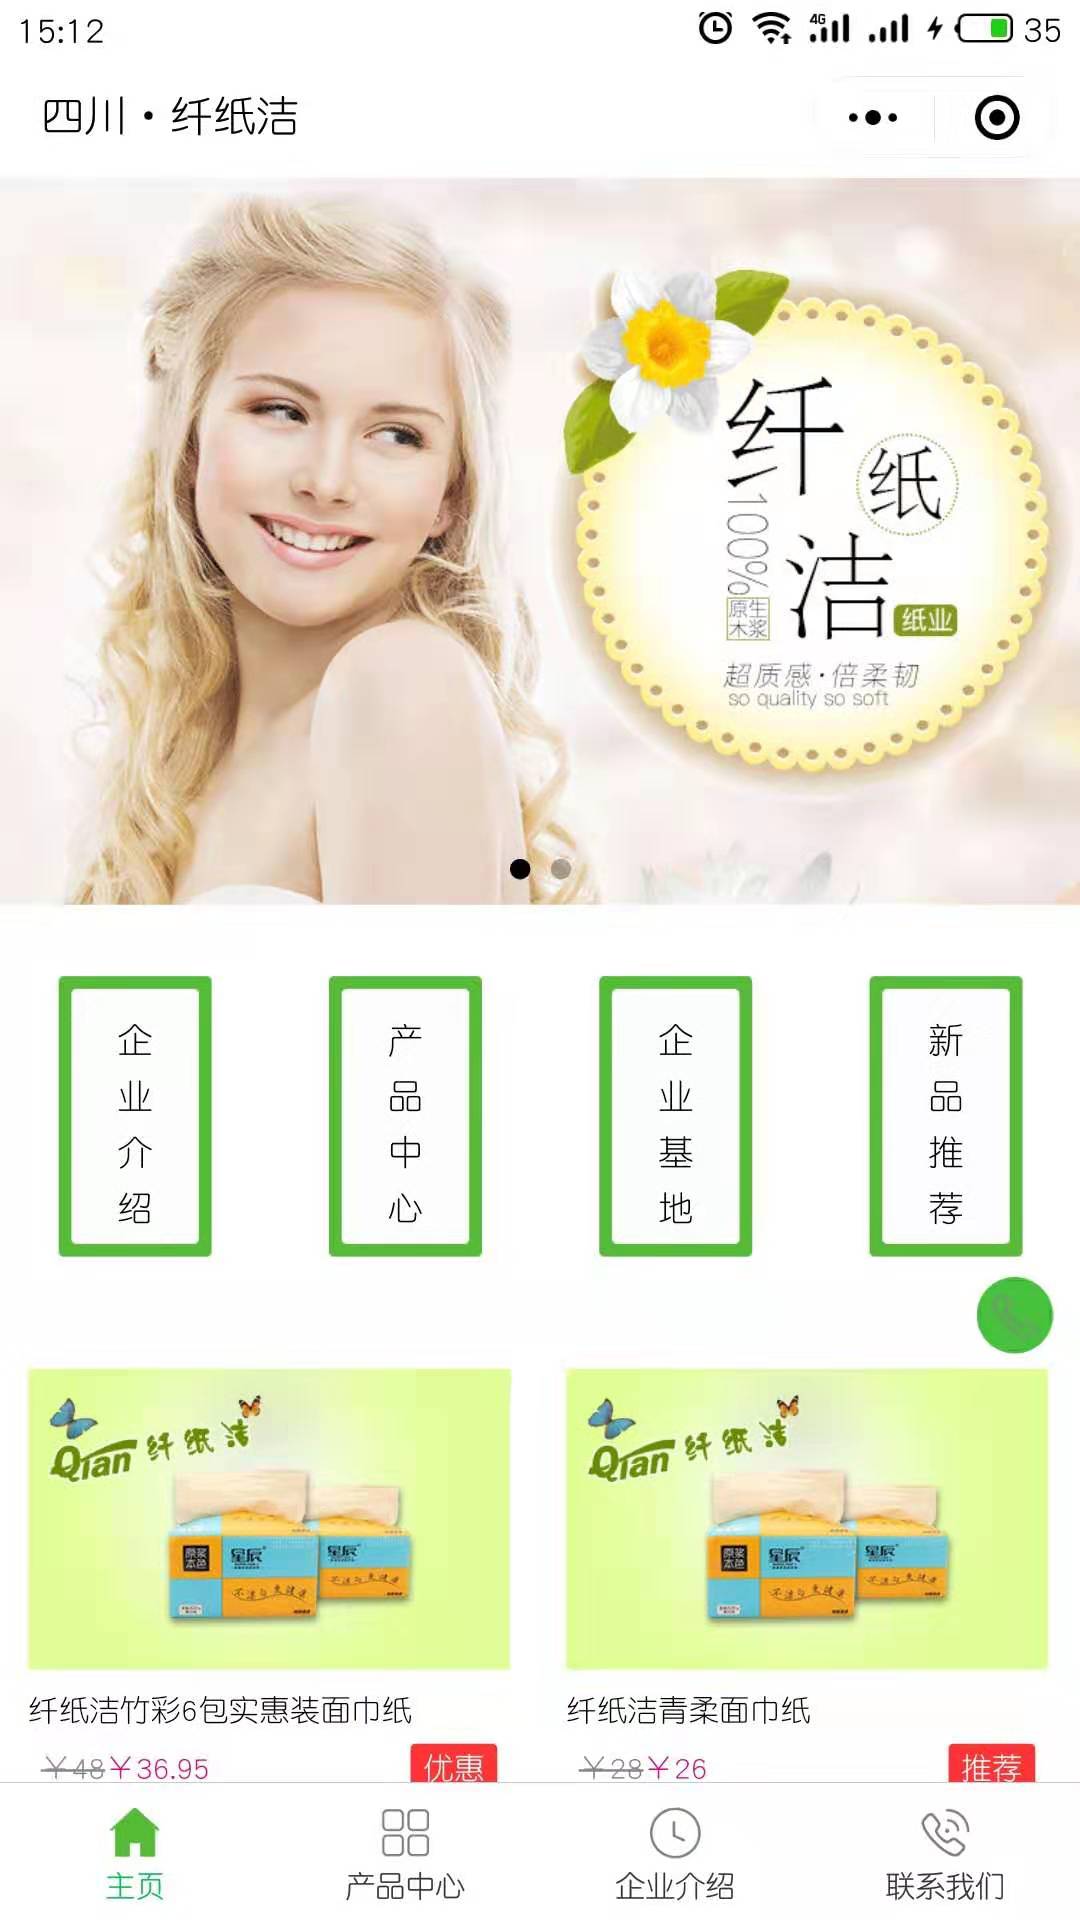 15:12
4G
35
四川·纤纸洁
纤
纸
洁
100%
原生
木浆
纸业
超质感·倍柔韧
so quality so soft
企业介绍
产品中心
企业基地
新品推荐
Qian 纤纸洁
原浆
本色
星辰
星辰
Qian 纤纸洁
原浆
本色
星辰
星辰
纤纸洁竹彩6包实惠装面巾纸
纤纸洁青柔面巾纸
￥48￥36.95
优惠
￥28￥26
推荐
主页
产品中心
企业介绍
联系我们